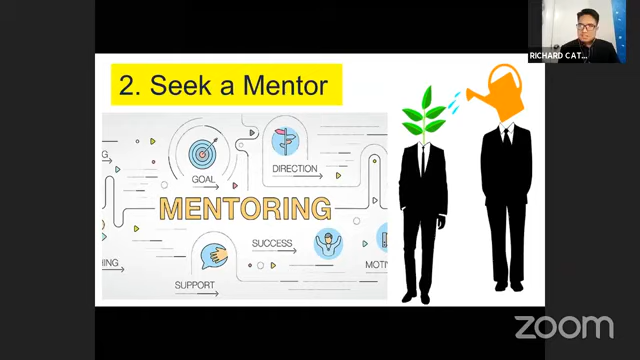 RICHARD CAT...
2. Seek a Mentor
GOAL
DIRECTION
MENTORING
SUCCESS
SUPPORT
zoom